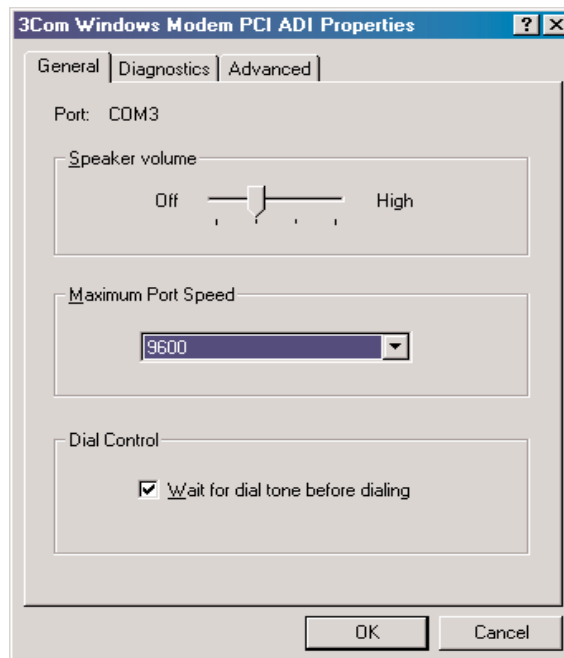 3Com Windows Modem PCI ADI Properties
General Diagnostics Advanced
Port: COM3
Speaker volume
Off High
Maximum Port Speed
9600
Dial Control
Wait for dial tone before dialing
OK Cancel